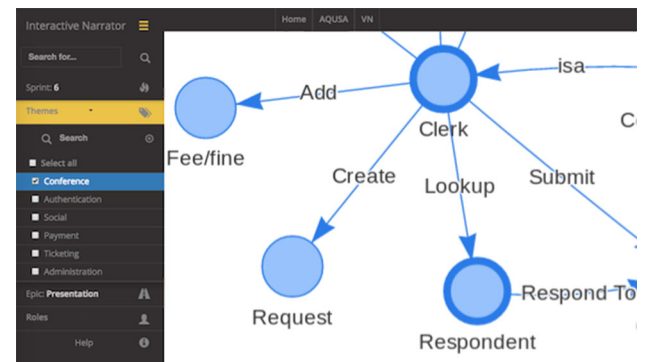 Interactive Narrator
Home AQUSA VN
Search for...
Sprint: 6
Themes
Search
Select all
Conference
Authentication
Social
Payment
Ticketing
Administration
Epic: Presentation
Roles
Help
isa
Add
Clerk
Fee/fine
Create
Lookup
Submit
Request
Respond To
Respondent